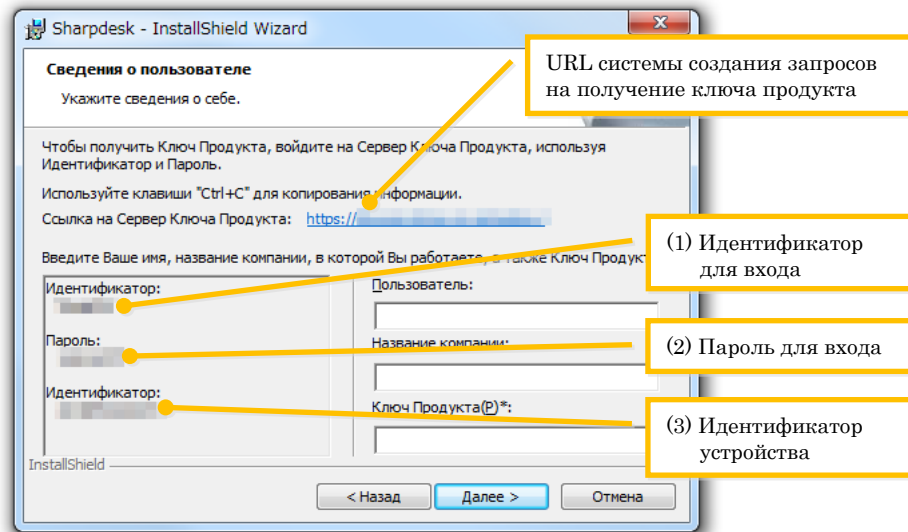 Sharpdesk - InstallShield Wizard
Сведения о пользователе
Укажите сведения о себе.
URL системы создания запросов
на получение ключа продукта
Чтобы получить Ключ Продукта, войдите на Сервер Ключа Продукта, используя
Идентификатор и Пароль.
Используйте клавиши "Ctrl+C" для копирования информации.
Ссылка на Сервер Ключа Продукта: https://
Введите Ваше имя, название компании, в которой Вы работаете, а также Ключ Продукт
Идентификатор:
Пароль:
Идентификатор:
Пользователь:
Название компании:
Ключ Продукта(P)*:
(1) Идентификатор
для входа
(2) Пароль для входа
(3) Идентификатор
устройства
InstallShield
< Назад
Далее >
Отмена